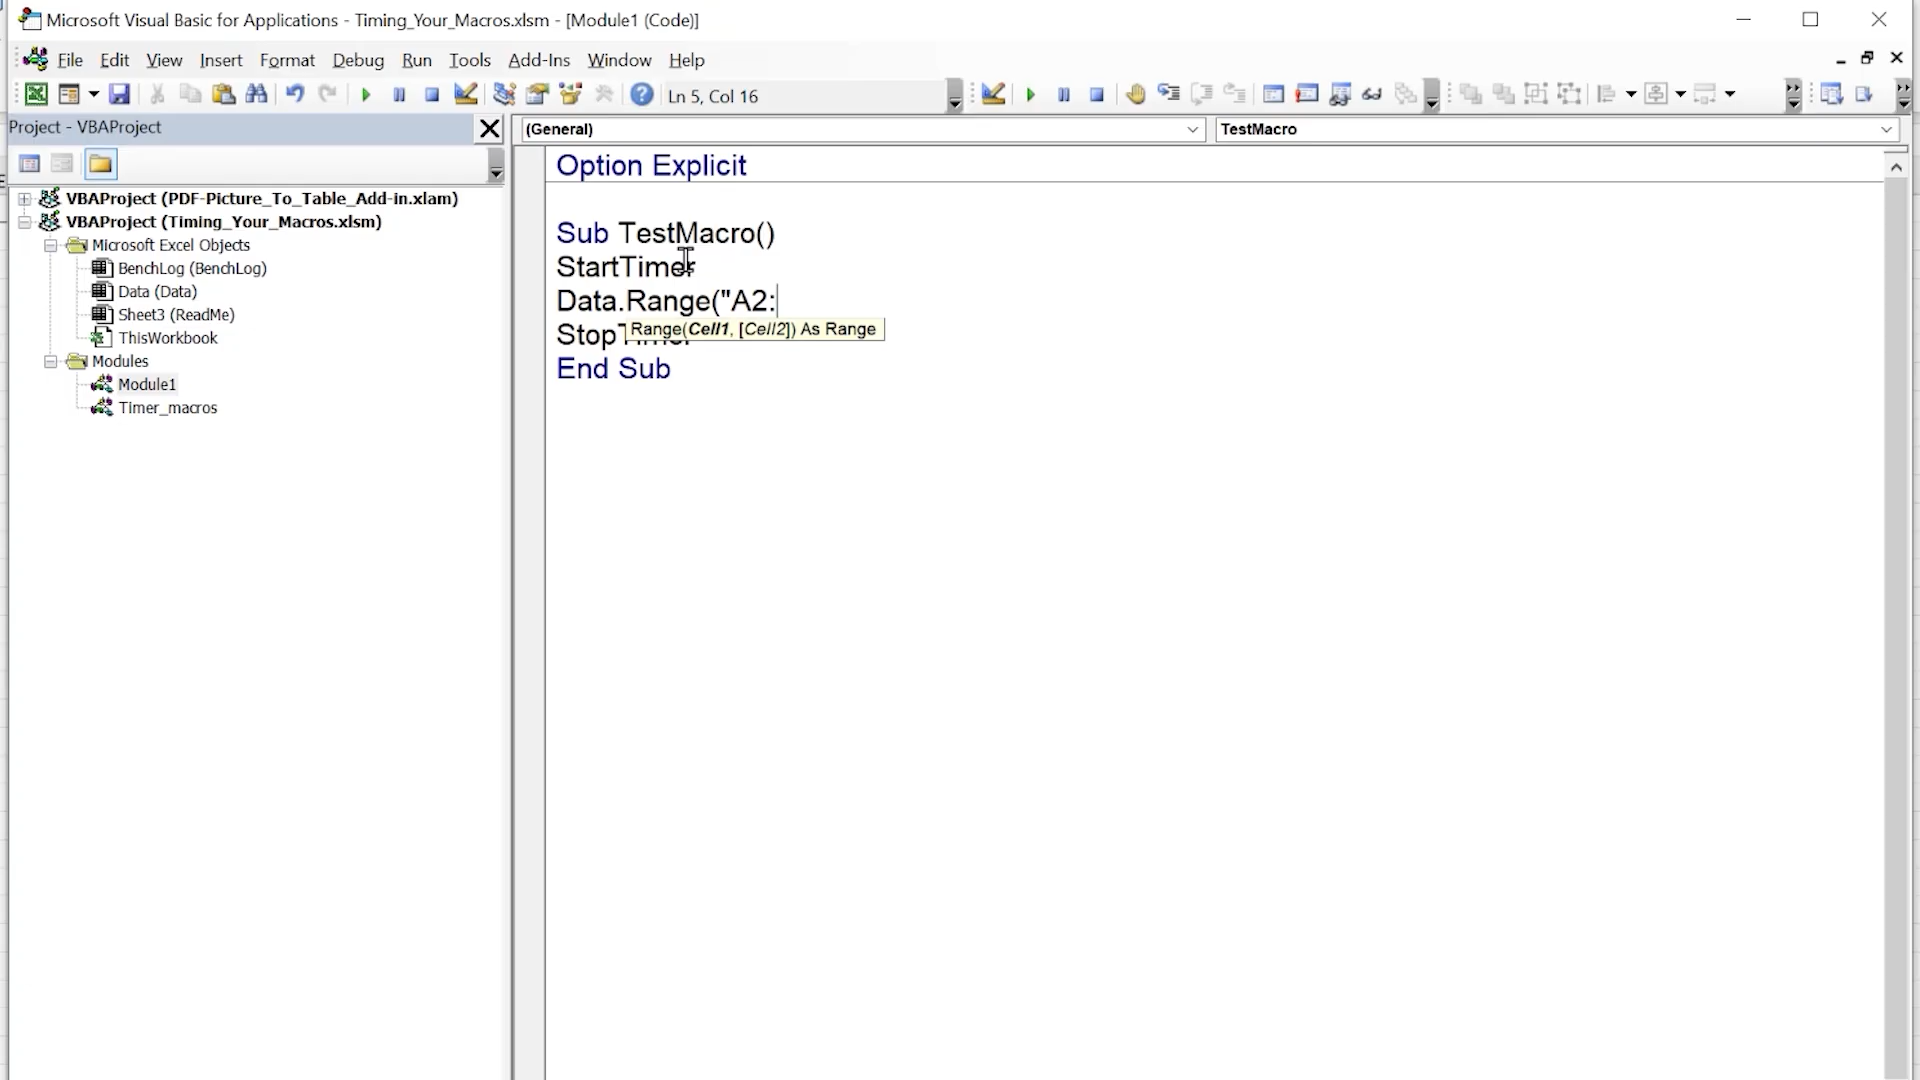 Microsoft Visual Basic for Applications - Timing_Your_Macros.xlsm - [Module1 (Code)]
File Edit View Insert Format Debug Run Tools Add-Ins Window Help
Ln 5, Col 16
Project - VBAProject
(General)
TestMacro
VBAProject (PDF-Picture_To_Table_Add-in.xlam)
VBAProject (Timing_Your_Macros.xlsm)
Microsoft Excel Objects
BenchLog (BenchLog)
Data (Data)
Sheet3 (ReadMe)
ThisWorkbook
Modules
Module1
Timer_macros
Option Explicit
Sub TestMacro()
StartTimer
Data.Range("A2:
Range(Cell1, [Cell2]) As Range
StopTimer
End Sub